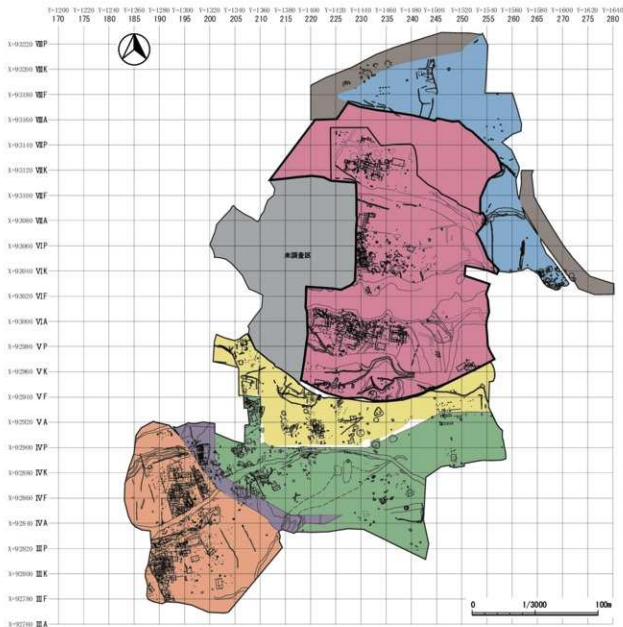 Y=1200 Y=1220 Y=1240 Y=1260 Y=1280 Y=1300 Y=1320 Y=1340 Y=1360 Y=1380 Y=1400 Y=1420 Y=1440 Y=1460 Y=1480 Y=1500 Y=1520 Y=1540 Y=1560 Y=1580 Y=1600 Y=1620 Y=1640
170 175 180 185 190 195 200 205 210 215 220 225 230 235 240 245 250 255 260 265 270 275 280
X=93220 ⅧP
X=93200 ⅧK
X=93180 ⅧF
X=93160 ⅧA
X=93140 ⅦP
X=93120 ⅦK
X=93100 ⅦF
X=93080 ⅦA
X=93060 ⅥP
未調査区
X=93040 ⅥK
X=93020 ⅥF
X=93000 ⅥA
X=92980 ⅤP
X=92960 ⅤK
X=92940 ⅤF
X=92920 ⅤA
X=92900 ⅣP
X=92880 ⅣK
X=92860 ⅣF
X=92840 ⅣA
X=92820 ⅢP
X=92800 ⅢK
X=92780 ⅢF
X=92760 ⅢA
0 1/3000 100m